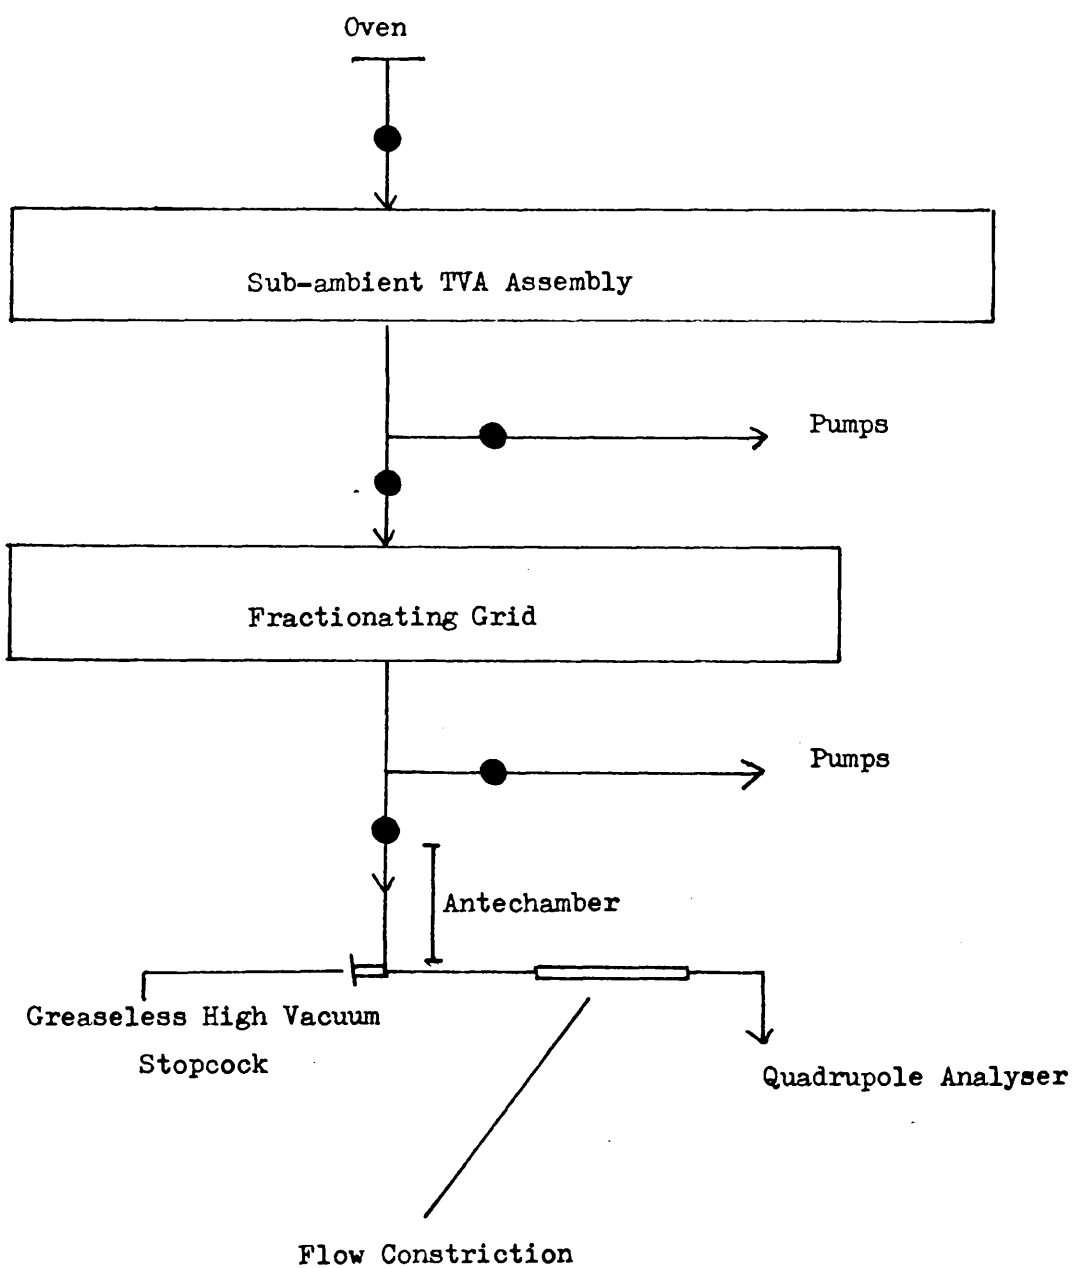 Oven
Sub-ambient TVA Assembly
Pumps
Fractionating Grid
Pumps
Antechamber
Greaseless High Vacuum
Stopcock
Quadrupole Analyser
Flow Constriction